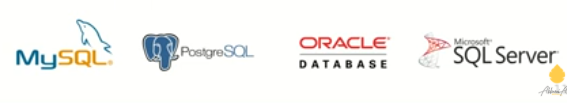 MySQL®
PostgreSQL
ORACLE®
DATABASE
Microsoft®
SQL Server®